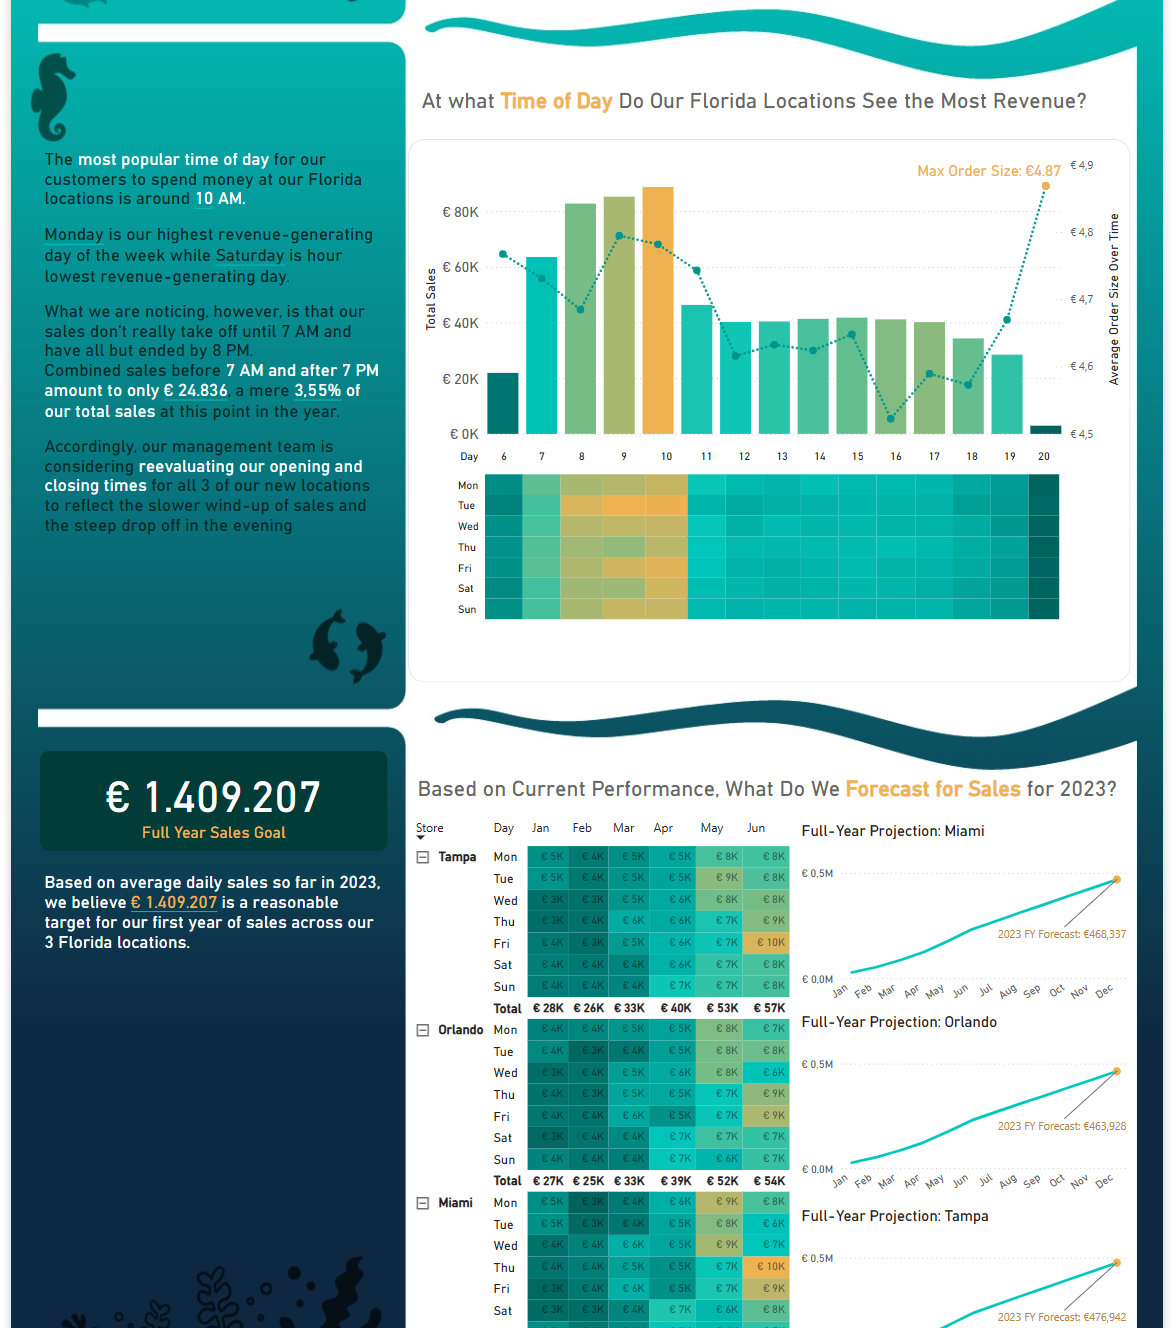 The most popular time of day for our
customers to spend money at our Florida
locations is around 10 AM.
Monday is our highest revenue-generating
day of the week while Saturday is hour
lowest revenue-generating day.
What we are noticing, however, is that our
sales don't really take off until 7 AM and
have all but ended by 8 PM.
Combined sales before 7 AM and after 7 PM
amount to only € 24.836, a mere 3,55% of
our total sales at this point in the year.
Accordingly, our management team is
considering reevaluating our opening and
closing times for all 3 of our new locations
to reflect the slower wind-up of sales and
the steep drop off in the evening
At what Time of Day Do Our Florida Locations See the Most Revenue?
Max Order Size: €4.87
€ 4,9
€ 4,8
€ 4,7
€ 4,6
€ 4,5
Average Order Size Over Time
Total Sales
€ 80K
€ 60K
€ 40K
€ 20K
€ 0K
Day 6 7 8 9 10 11 12 13 14 15 16 17 18 19 20
Mon
Tue
Wed
Thu
Fri
Sat
Sun
€ 1.409.207
Full Year Sales Goal
Based on average daily sales so far in 2023,
we believe € 1.409.207 is a reasonable
target for our first year of sales across our
3 Florida locations.
Based on Current Performance, What Do We Forecast for Sales for 2023?
Store Day Jan Feb Mar Apr May Jun
Tampa Mon € 5K € 4K € 5K € 5K € 8K € 8K
Tue € 5K € 4K € 5K € 5K € 9K € 8K
Wed € 3K € 3K € 5K € 6K € 8K € 8K
Thu € 3K € 4K € 6K € 6K € 7K € 9K
Fri € 4K € 3K € 5K € 6K € 7K € 10K
Sat € 4K € 4K € 4K € 6K € 7K € 8K
Sun € 4K € 4K € 4K € 7K € 7K € 8K
Total € 28K € 26K € 33K € 40K € 53K € 57K
Orlando Mon € 4K € 4K € 5K € 5K € 8K € 7K
Tue € 4K € 3K € 4K € 5K € 8K € 8K
Wed € 3K € 4K € 5K € 6K € 8K € 6K
Thu € 4K € 3K € 5K € 5K € 7K € 9K
Fri € 4K € 4K € 6K € 5K € 7K € 9K
Sat € 3K € 4K € 4K € 7K € 7K € 7K
Sun € 4K € 4K € 4K € 7K € 6K € 7K
Total € 27K € 25K € 33K € 39K € 52K € 54K
Miami Mon € 5K € 3K € 4K € 6K € 9K € 8K
Tue € 5K € 3K € 4K € 5K € 8K € 6K
Wed € 4K € 4K € 6K € 5K € 9K € 7K
Thu € 4K € 4K € 5K € 5K € 7K € 10K
Fri € 3K € 4K € 6K € 6K € 7K € 9K
Sat € 3K € 3K € 4K € 7K € 6K € 8K
Full-Year Projection: Miami
€ 0,5M
2023 FY Forecast: €468,337
€ 0,0M
Jan Feb Mar Apr May Jun Jul Aug Sep Oct Nov Dec
Full-Year Projection: Orlando
€ 0,5M
2023 FY Forecast: €463,928
€ 0,0M
Jan Feb Mar Apr May Jun Jul Aug Sep Oct Nov Dec
Full-Year Projection: Tampa
€ 0,5M
2023 FY Forecast: €476,942